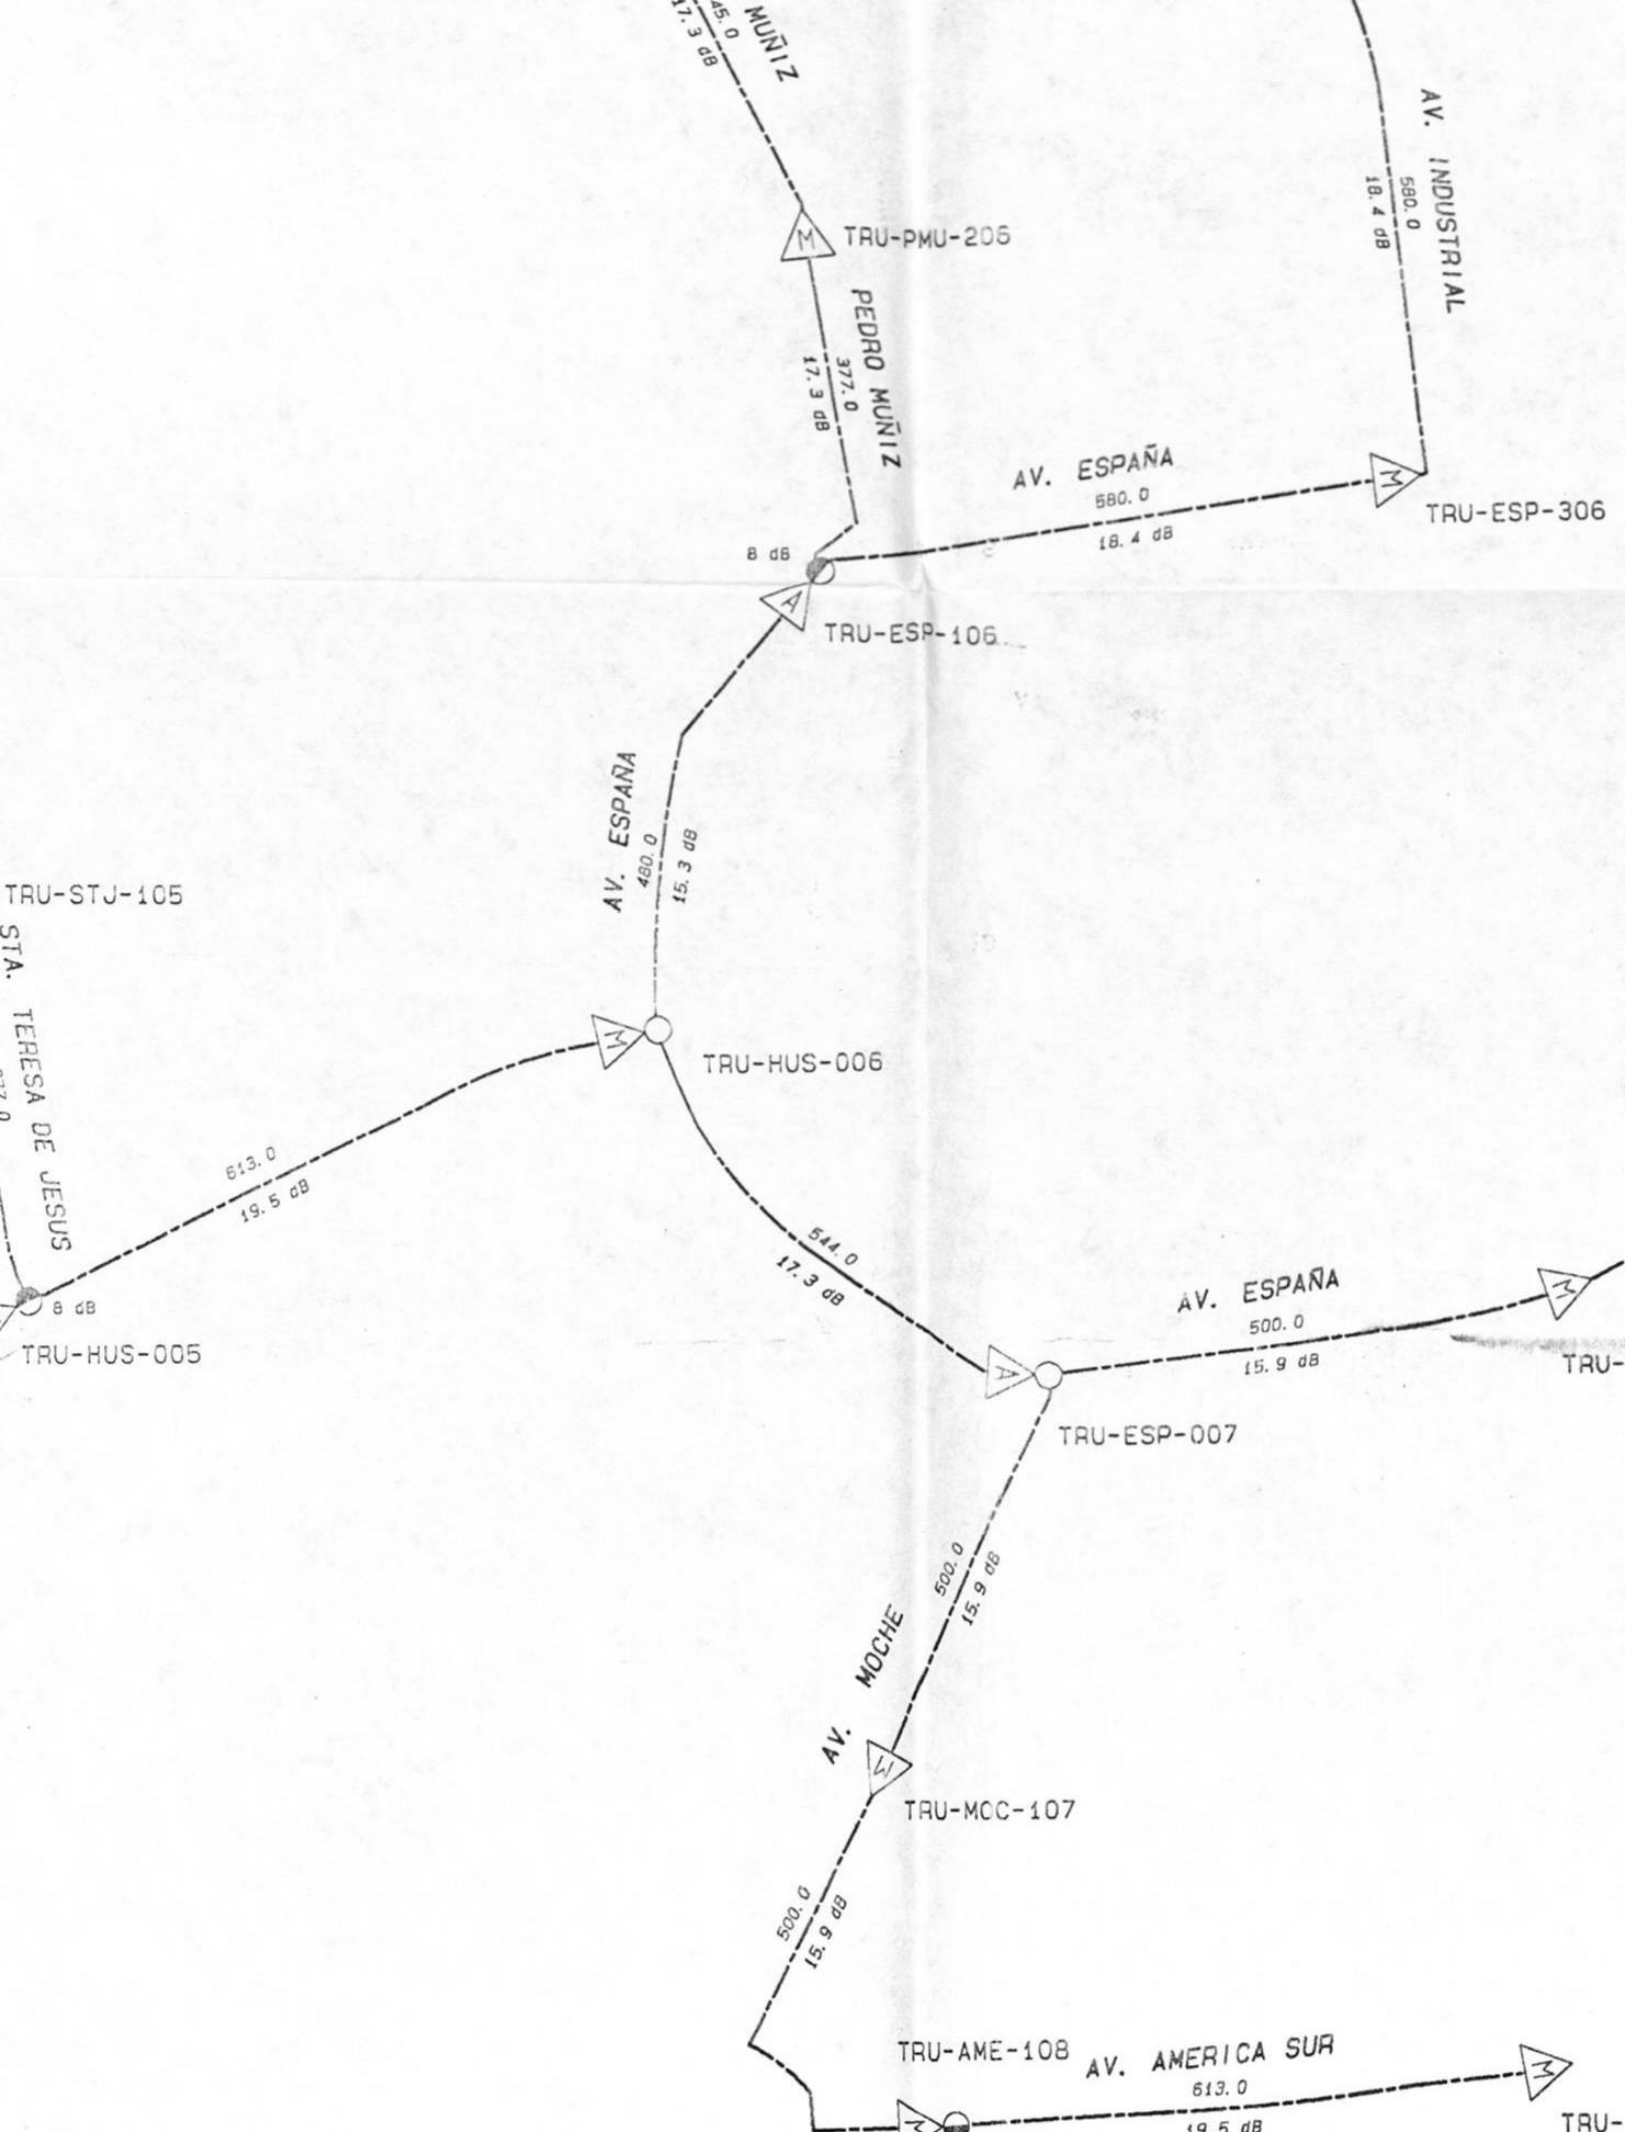 MUÑIZ
45.0
17.3 dB
AV. INDUSTRIAL
580.0
18.4 dB
M
TRU-PMU-206
PEDRO MUÑIZ
377.0
17.3 dB
AV. ESPAÑA
580.0
18.4 dB
M
TRU-ESP-306
8 dB
A
TRU-ESP-106
AV. ESPAÑA
480.0
15.3 dB
TRU-STJ-105
STA. TERESA DE JESUS
M
TRU-HUS-006
613.0
19.5 dB
8 dB
TRU-HUS-005
544.0
17.3 dB
AV. ESPAÑA
500.0
15.9 dB
M
TRU-
A
TRU-ESP-007
500.0
15.9 dB
AV. MOCHE
M
TRU-MOC-107
500.0
15.9 dB
TRU-AME-108
AV. AMERICA SUR
613.0
19.5 dB
M
M
TRU-